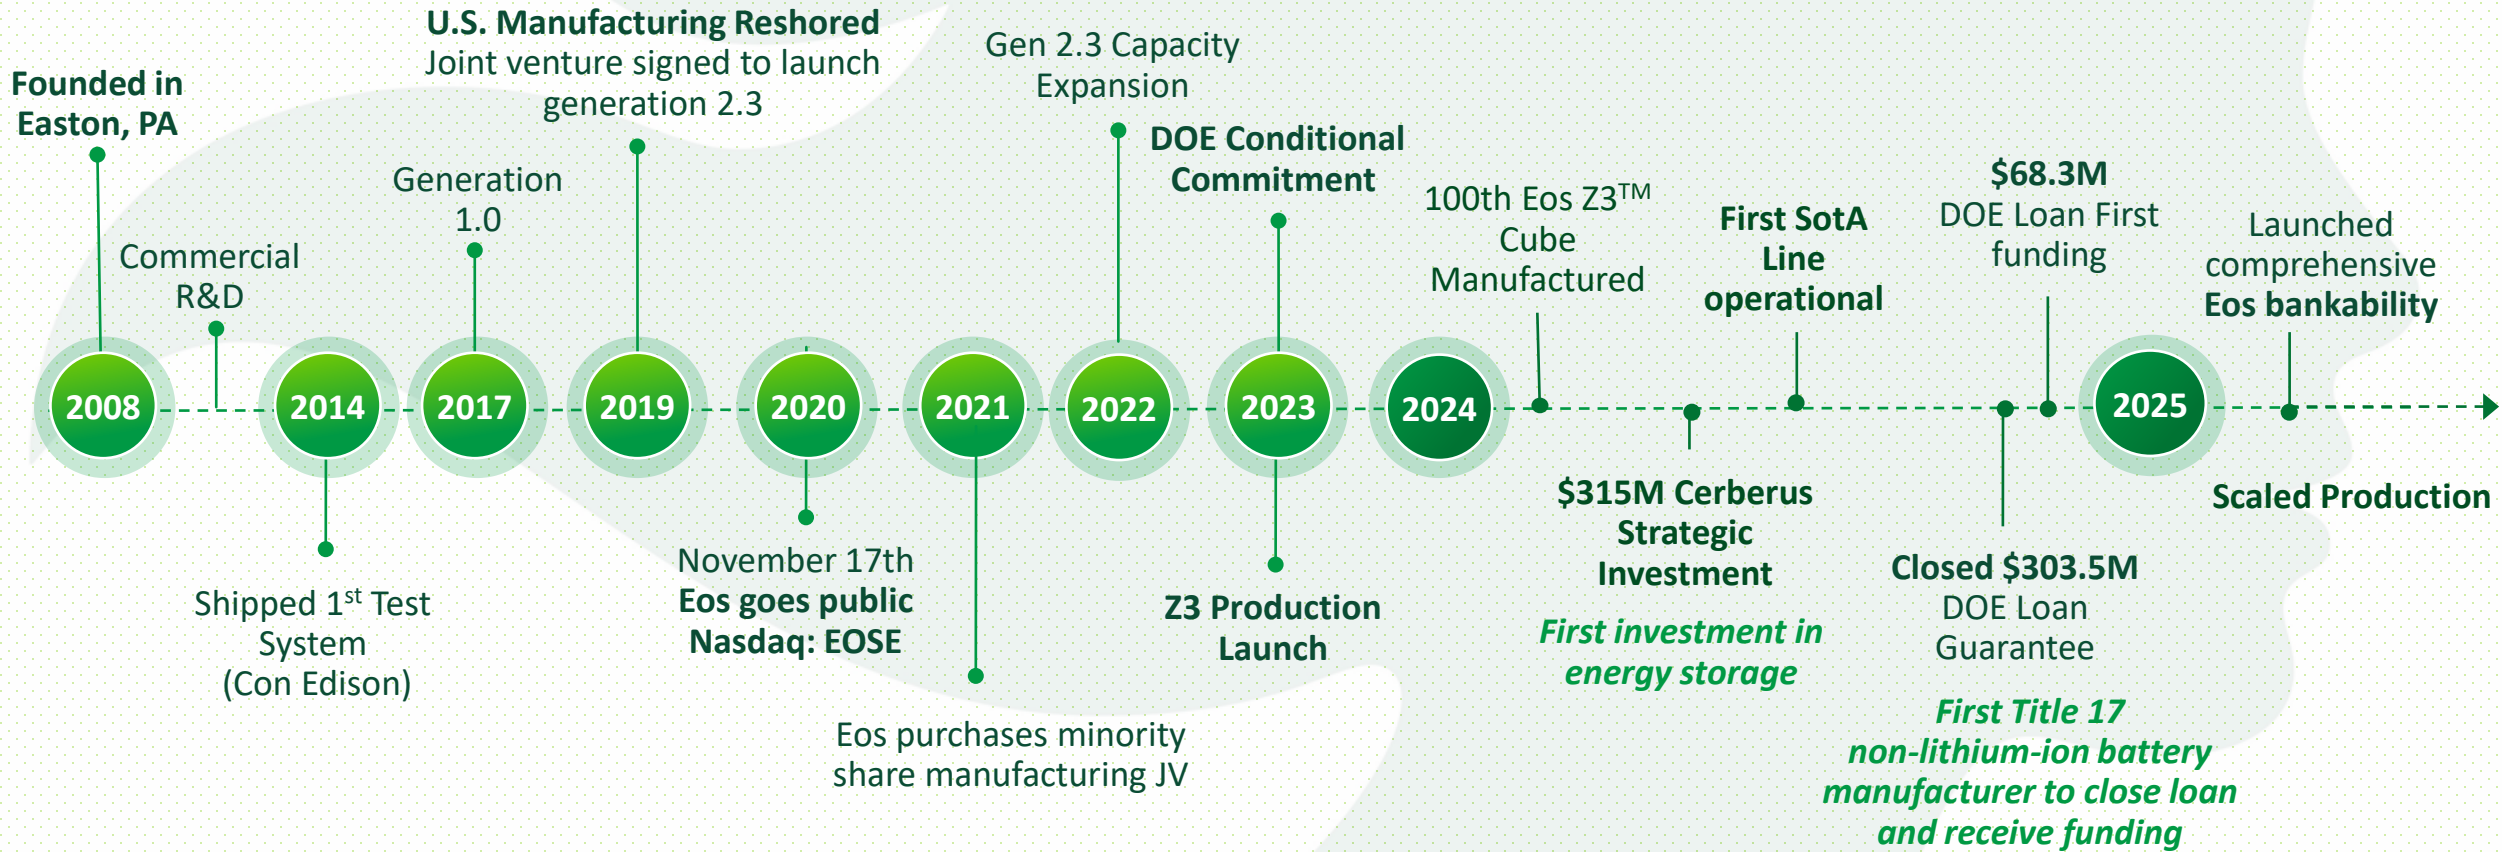 Founded in
Easton, PA
2008
Commercial
R&D
2014
Shipped 1st Test
System
(Con Edison)
Generation
1.0
2017
U.S. Manufacturing Reshored
Joint venture signed to launch
generation 2.3
2019
2020
November 17th
Eos goes public
Nasdaq: EOSE
2021
Eos purchases minority
share manufacturing JV
Gen 2.3 Capacity
Expansion
2022
DOE Conditional
Commitment
2023
Z3 Production
Launch
2024
100th Eos Z3TM
Cube
Manufactured
$315M Cerberus
Strategic
Investment
First investment in
energy storage
First SotA
Line
operational
Closed $303.5M
DOE Loan
Guarantee
First Title 17
non-lithium-ion battery
manufacturer to close loan
and receive funding
$68.3M
DOE Loan First
funding
2025
Launched
comprehensive
Eos bankability
Scaled Production